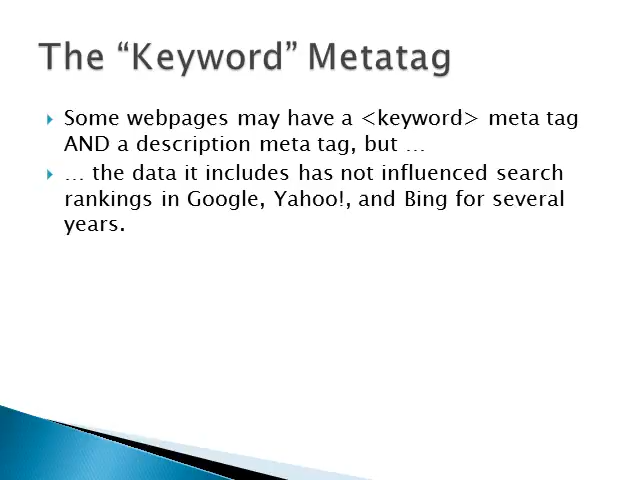 The “Keyword” Metatag
Some webpages may have a <keyword> meta tag
AND a description meta tag, but …
… the data it includes has not influenced search
rankings in Google, Yahoo!, and Bing for several
years.